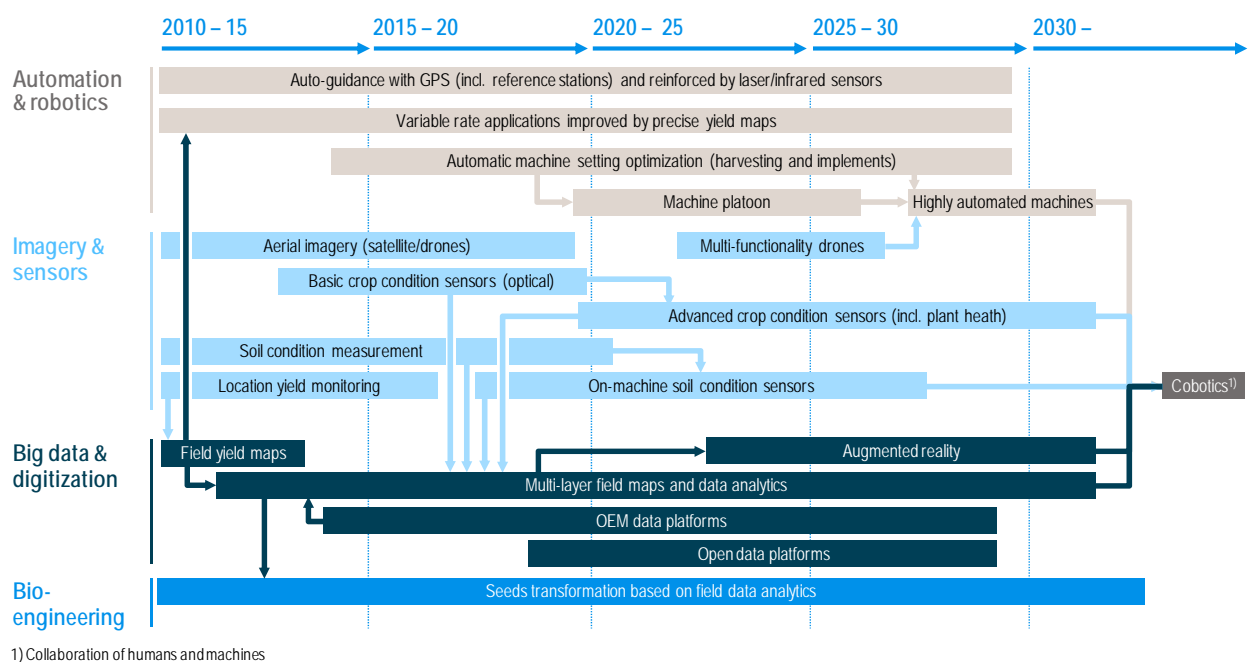 2010 – 15
2015 – 20
2020 – 25
2025 – 30
2030 –
Automation
& robotics
Auto-guidance with GPS (incl. reference stations) and reinforced by laser/infrared sensors
Variable rate applications improved by precise yield maps
Automatic machine setting optimization (harvesting and implements)
Machine platoon
Highly automated machines
Imagery &
sensors
Aerial imagery (satellite/drones)
Multi-functionality drones
Basic crop condition sensors (optical)
Advanced crop condition sensors (incl. plant heath)
Soil condition measurement
Location yield monitoring
On-machine soil condition sensors
Cobotics1)
Big data &
digitization
Field yield maps
Augmented reality
Multi-layer field maps and data analytics
OEM data platforms
Open data platforms
Bio-
engineering
Seeds transformation based on field data analytics
1) Collaboration of humans and machines